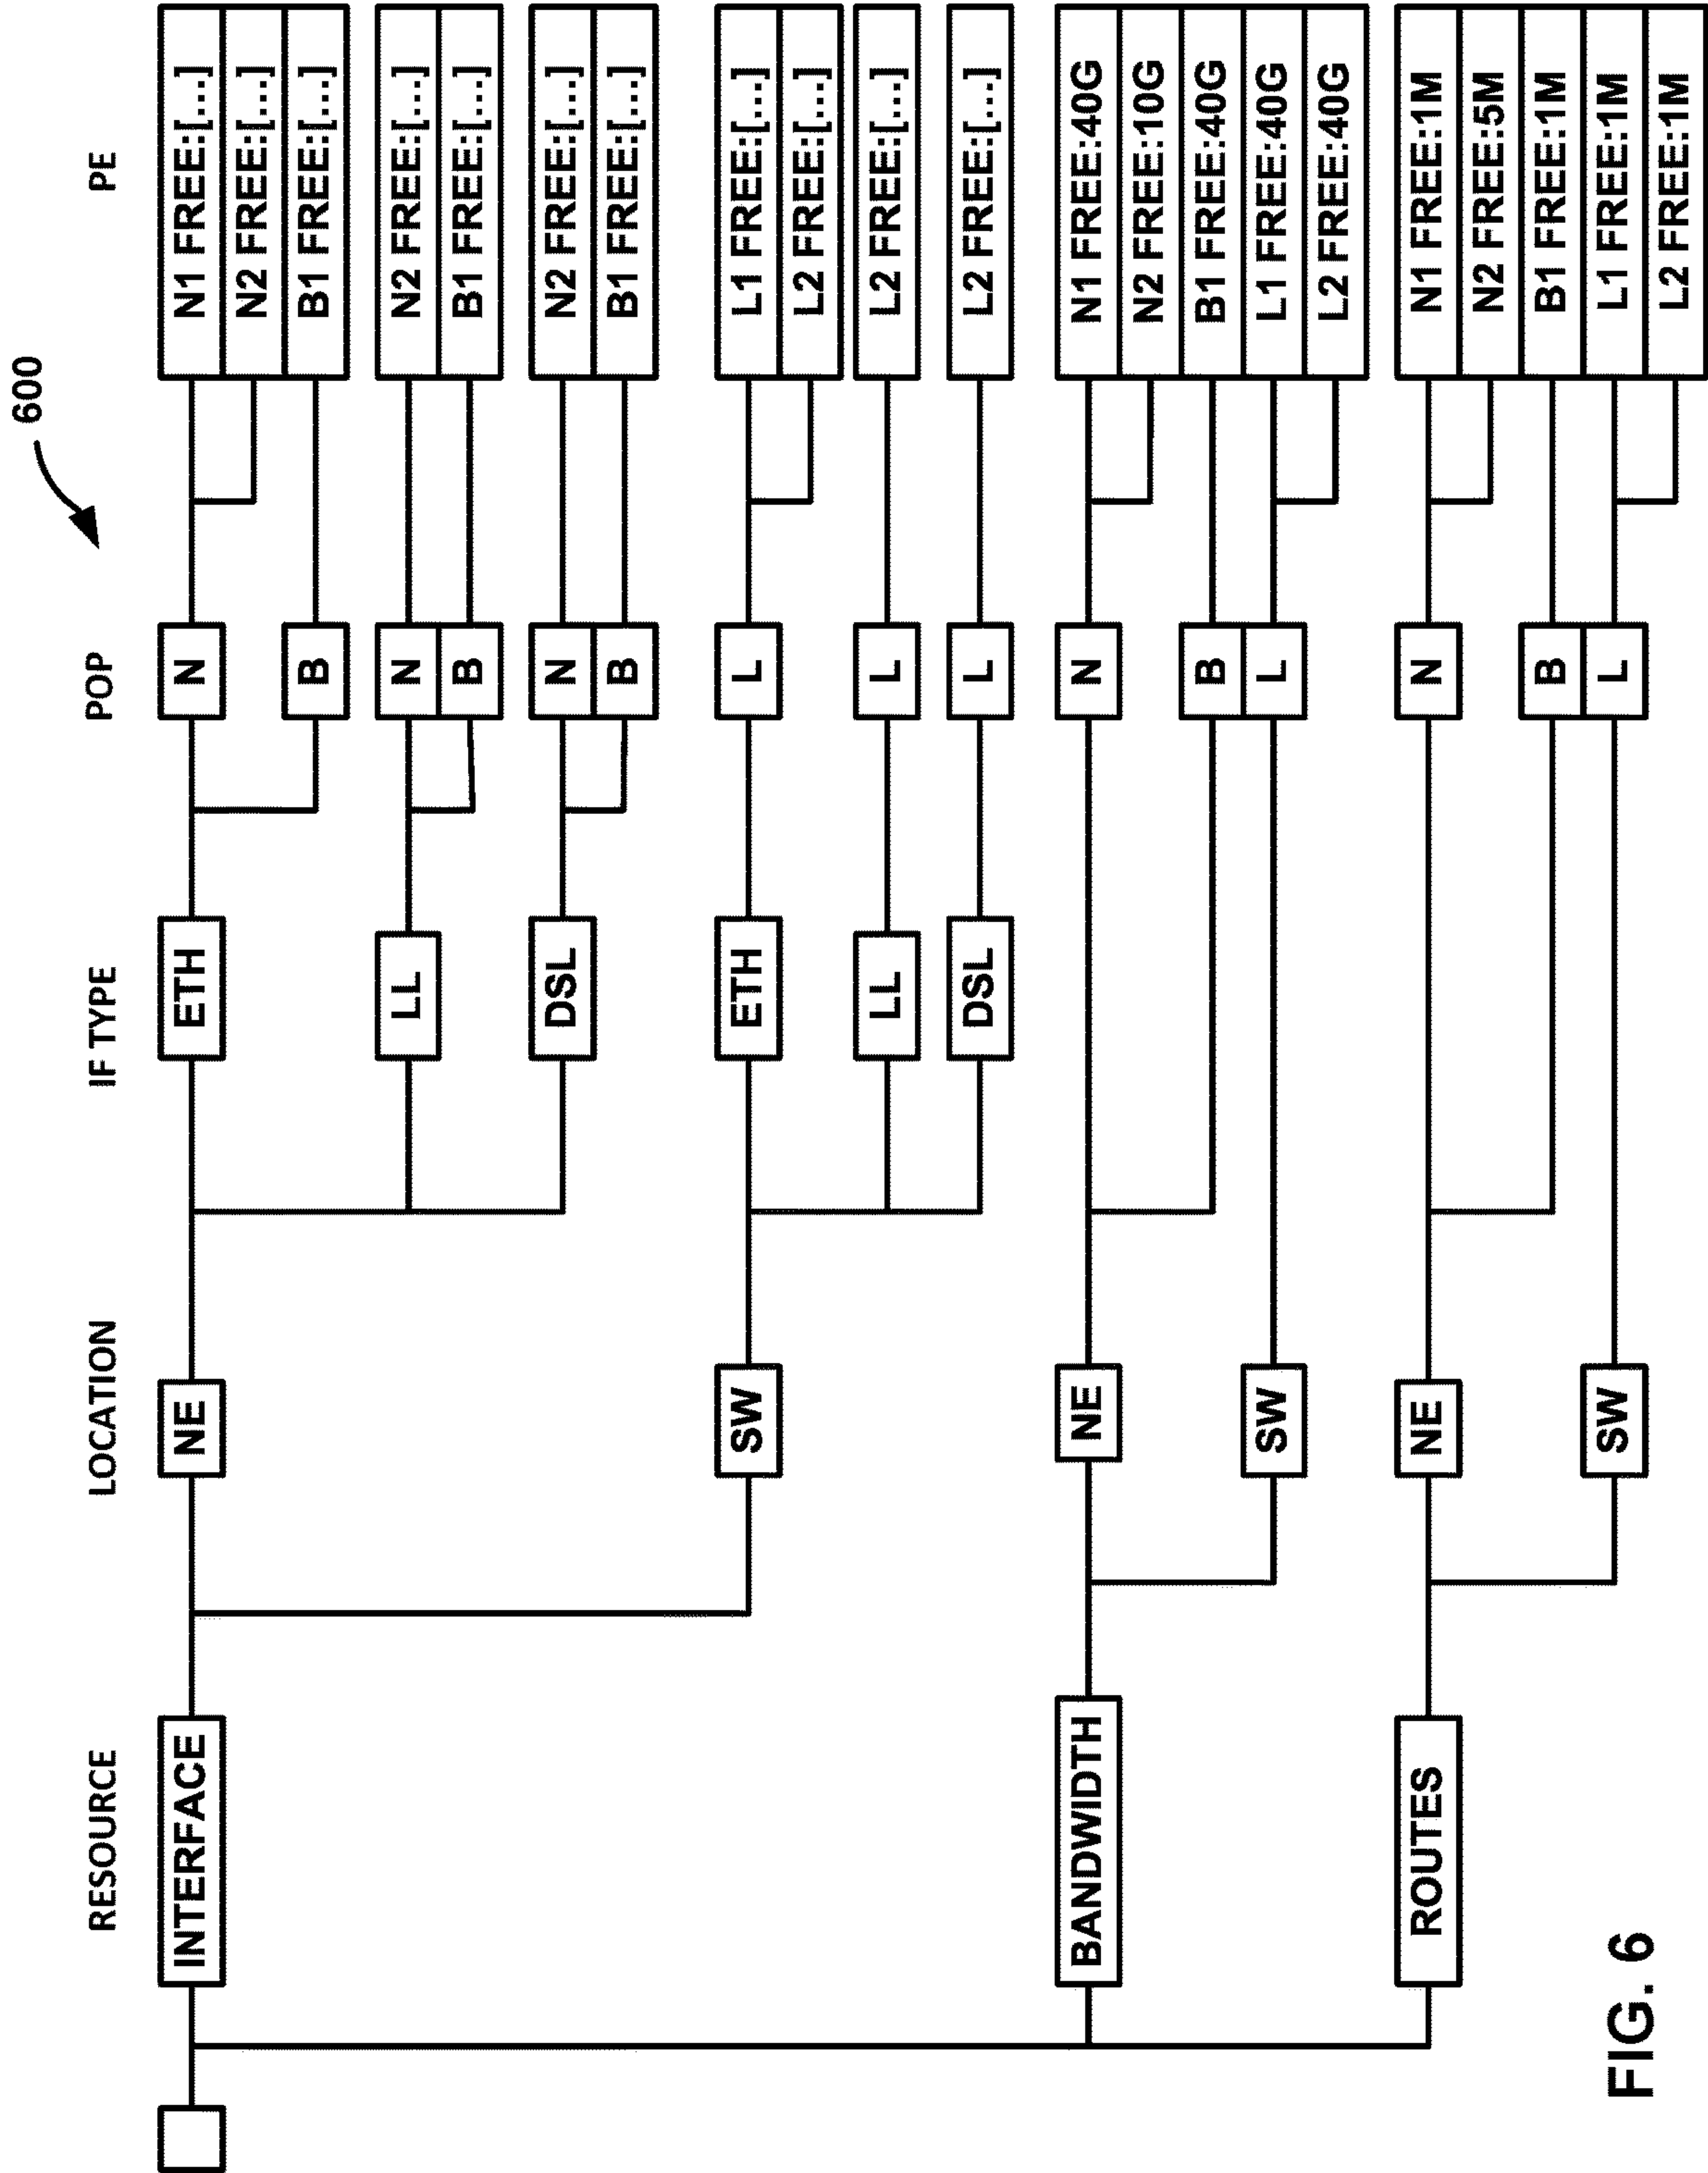 600
RESOURCE LOCATION IF TYPE POP PE
INTERFACE NE ETH N N1 FREE:[...]
N2 FREE:[...]
B B1 FREE:[...]
LL N N2 FREE:[...]
B B1 FREE:[...]
DSL N N2 FREE:[...]
B B1 FREE:[...]
SW ETH L L1 FREE:[...]
L2 FREE:[...]
LL L L2 FREE:[...]
DSL L L2 FREE:[...]
BANDWIDTH NE N N1 FREE:40G
N2 FREE:10G
B B1 FREE:40G
SW L L1 FREE:40G
L2 FREE:40G
ROUTES NE N N1 FREE:1M
N2 FREE:5M
B B1 FREE:1M
SW L L1 FREE:1M
L2 FREE:1M
FIG. 6